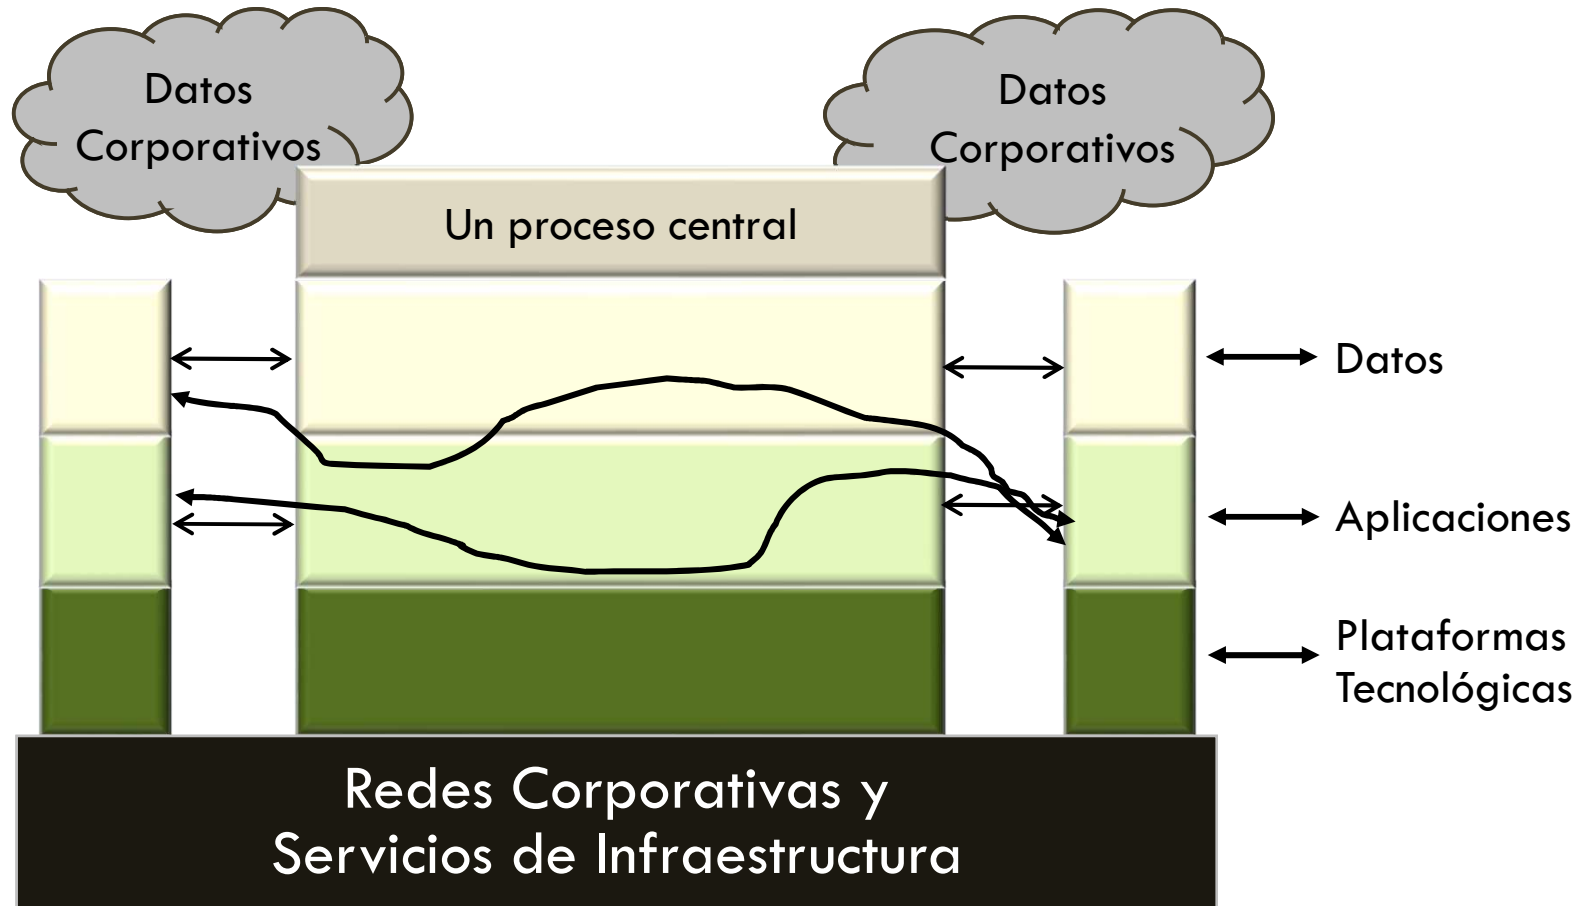 Datos
Corporativos
Datos
Corporativos
Un proceso central
Datos
Aplicaciones
Plataformas
Tecnológicas
Redes Corporativas y
Servicios de Infraestructura